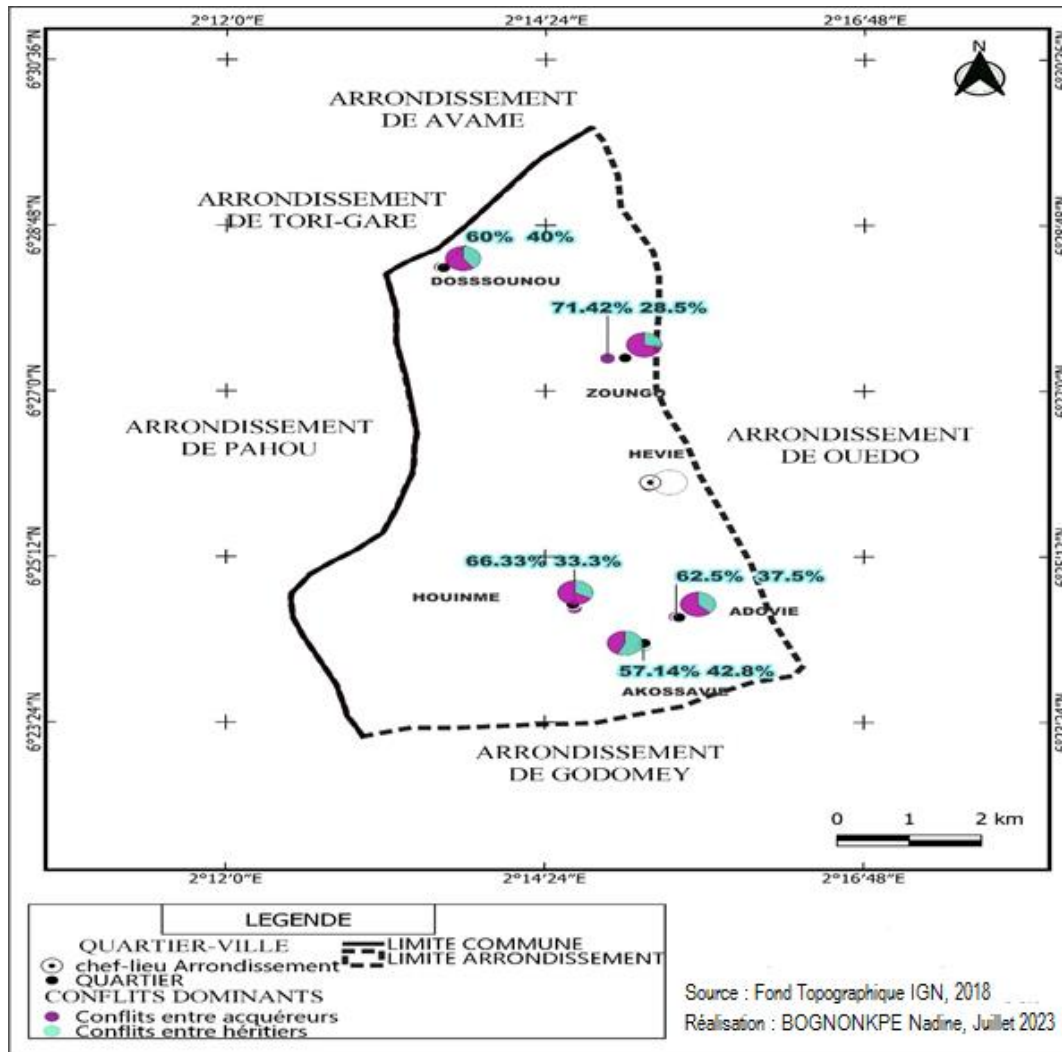 2°12'0"E 2°14'24"E 2°16'48"E
6°30'36"N
N
ARRONDISSEMENT
DE AVAME
ARRONDISSEMENT
DE TORI-GARE
6°28'48"N
60% 40%
DOSSSOUNOU
71.42% 28.5%
6°27'0"N
ZOUNGO
ARRONDISSEMENT
DE PAHOU
ARRONDISSEMENT
DE OUEDO
HEVIE
6°25'12"N
66.33% 33.3%
62.5% 37.5%
HOUINME
ADOVIE
57.14% 42.8%
AKOSSAVIE
6°23'24"N
ARRONDISSEMENT
DE GODOMEY
0 1 2 km
2°12'0"E 2°14'24"E 2°16'48"E
LEGENDE
QUARTIER-VILLE
chef-lieu Arrondissement
QUARTIER
LIMITE COMMUNE
LIMITE ARRONDISSEMENT
CONFLITS DOMINANTS
Conflits entre acquéreurs
Conflits entre héritiers
Source : Fond Topographique IGN, 2018
Réalisation : BOGNONKPE Nadine, Juillet 2023